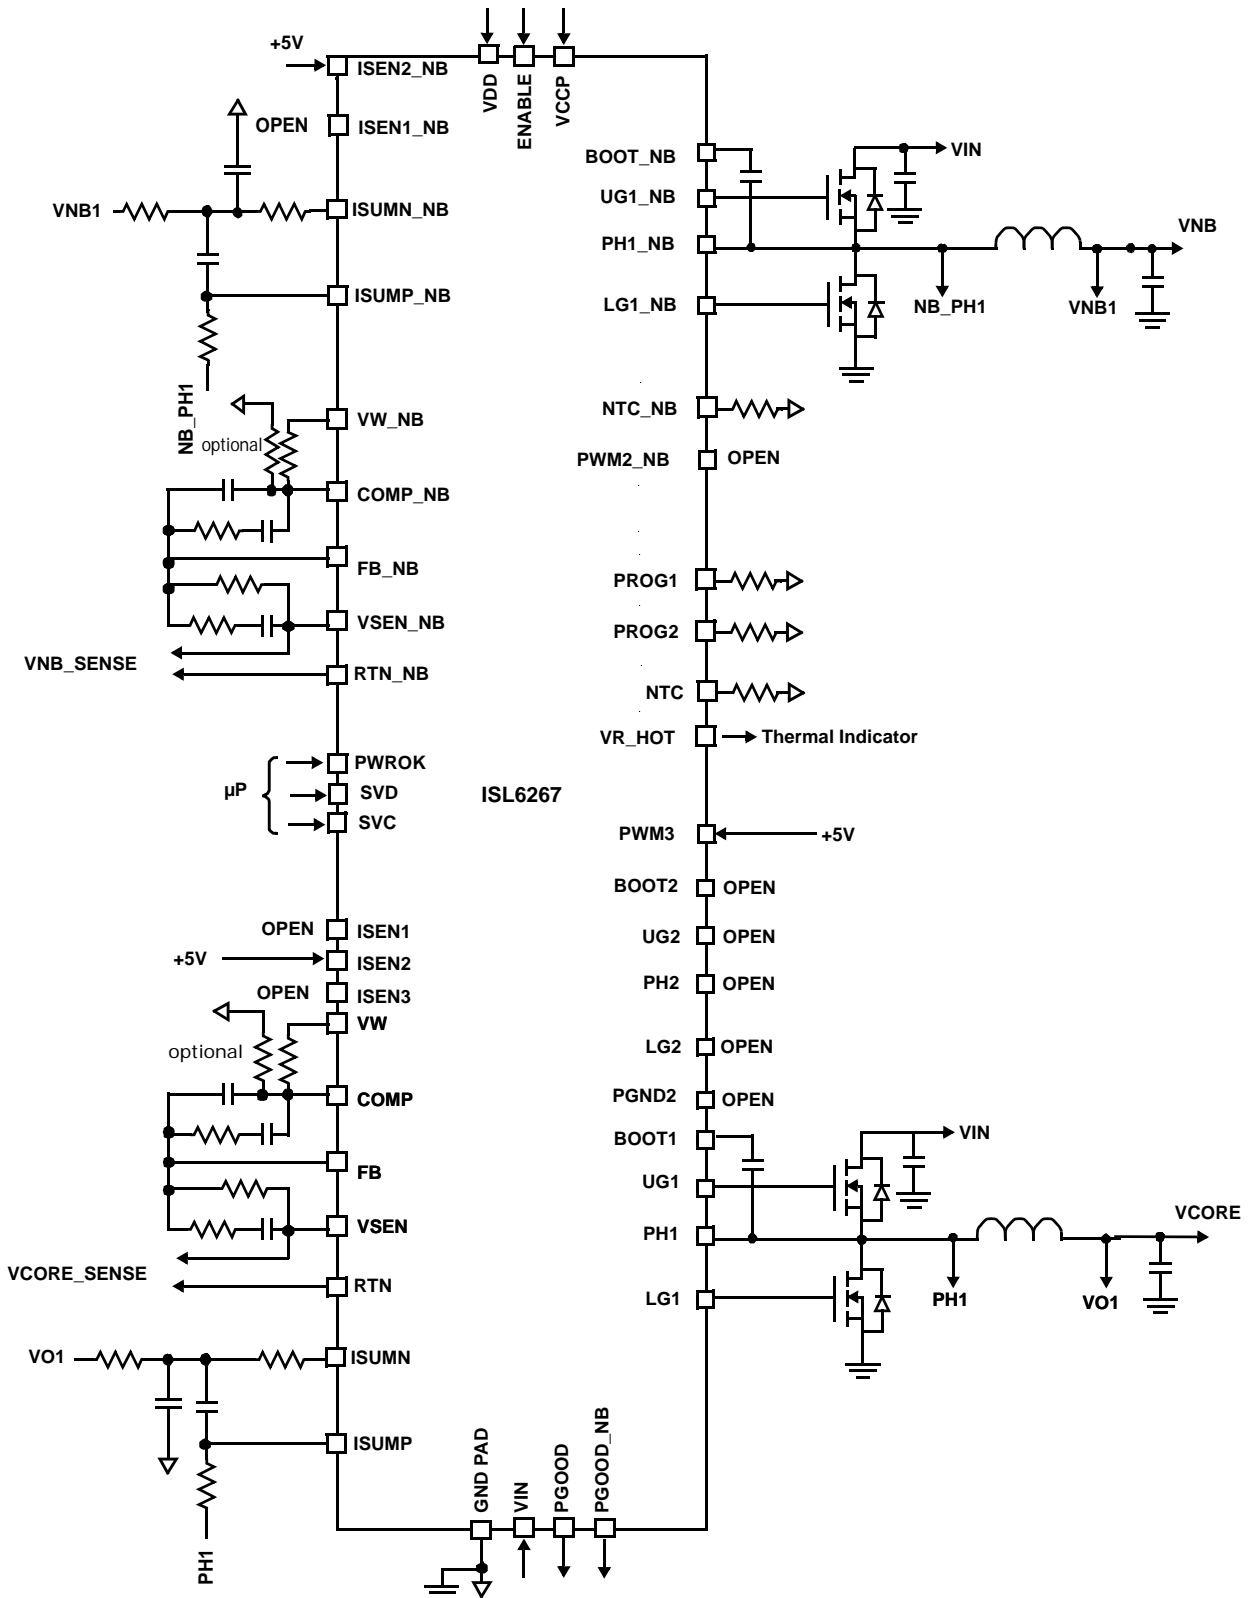 +5V
ISEN2_NB
VDD
ENABLE
VCCP
OPEN
ISEN1_NB
VNB1
ISUMN_NB
ISUMP_NB
NB_PH1
VW_NB
optional
COMP_NB
FB_NB
VSEN_NB
VNB_SENSE
RTN_NB
µP
PWROK
SVD
SVC
ISL6267
OPEN
ISEN1
+5V
ISEN2
OPEN
ISEN3
VW
optional
COMP
FB
VSEN
VCORE_SENSE
RTN
VO1
ISUMN
ISUMP
PH1
GND PAD
VIN
PGOOD
PGOOD_NB
BOOT_NB
VIN
UG1_NB
PH1_NB
VNB
LG1_NB
NB_PH1
VNB1
NTC_NB
PWM2_NB
OPEN
PROG1
PROG2
NTC
VR_HOT
Thermal Indicator
PWM3
+5V
BOOT2
OPEN
UG2
OPEN
PH2
OPEN
LG2
OPEN
PGND2
OPEN
BOOT1
VIN
UG1
PH1
VCORE
LG1
PH1
VO1